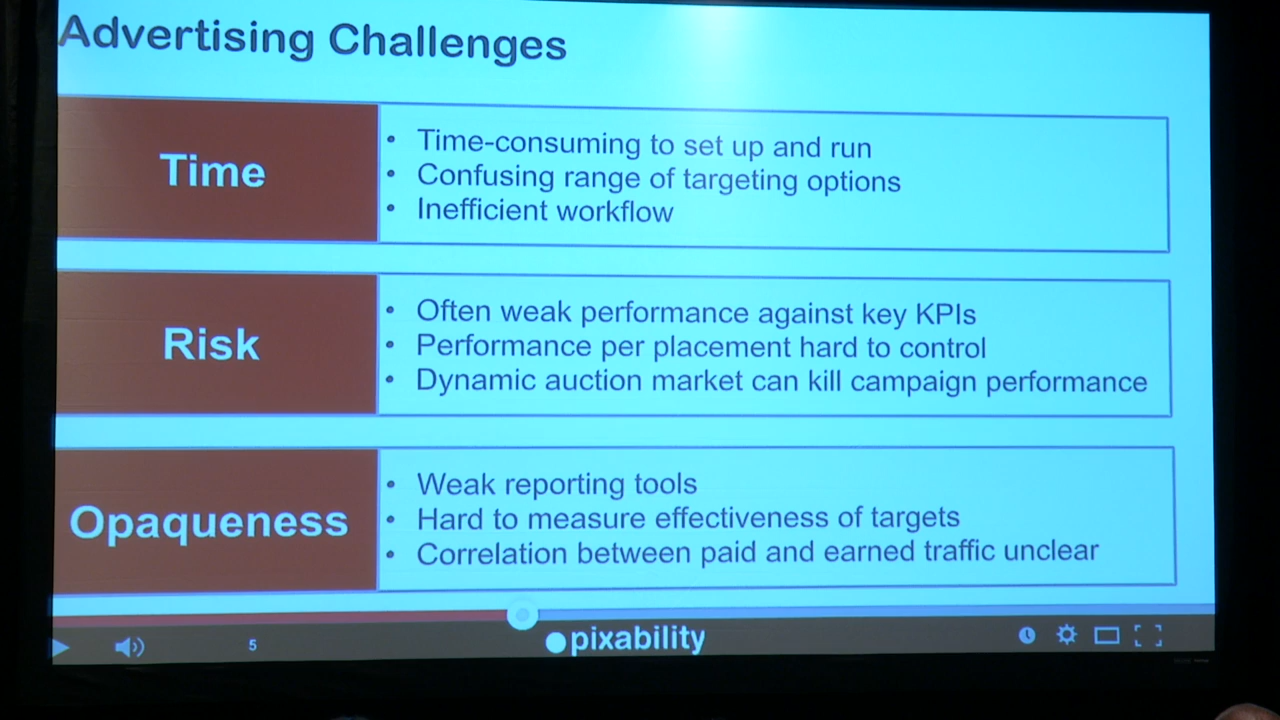 Advertising Challenges
Time
• Time-consuming to set up and run
• Confusing range of targeting options
• Inefficient workflow
Risk
• Often weak performance against key KPIs
• Performance per placement hard to control
• Dynamic auction market can kill campaign performance
Opaqueness
• Weak reporting tools
• Hard to measure effectiveness of targets
• Correlation between paid and earned traffic unclear
5
pixability